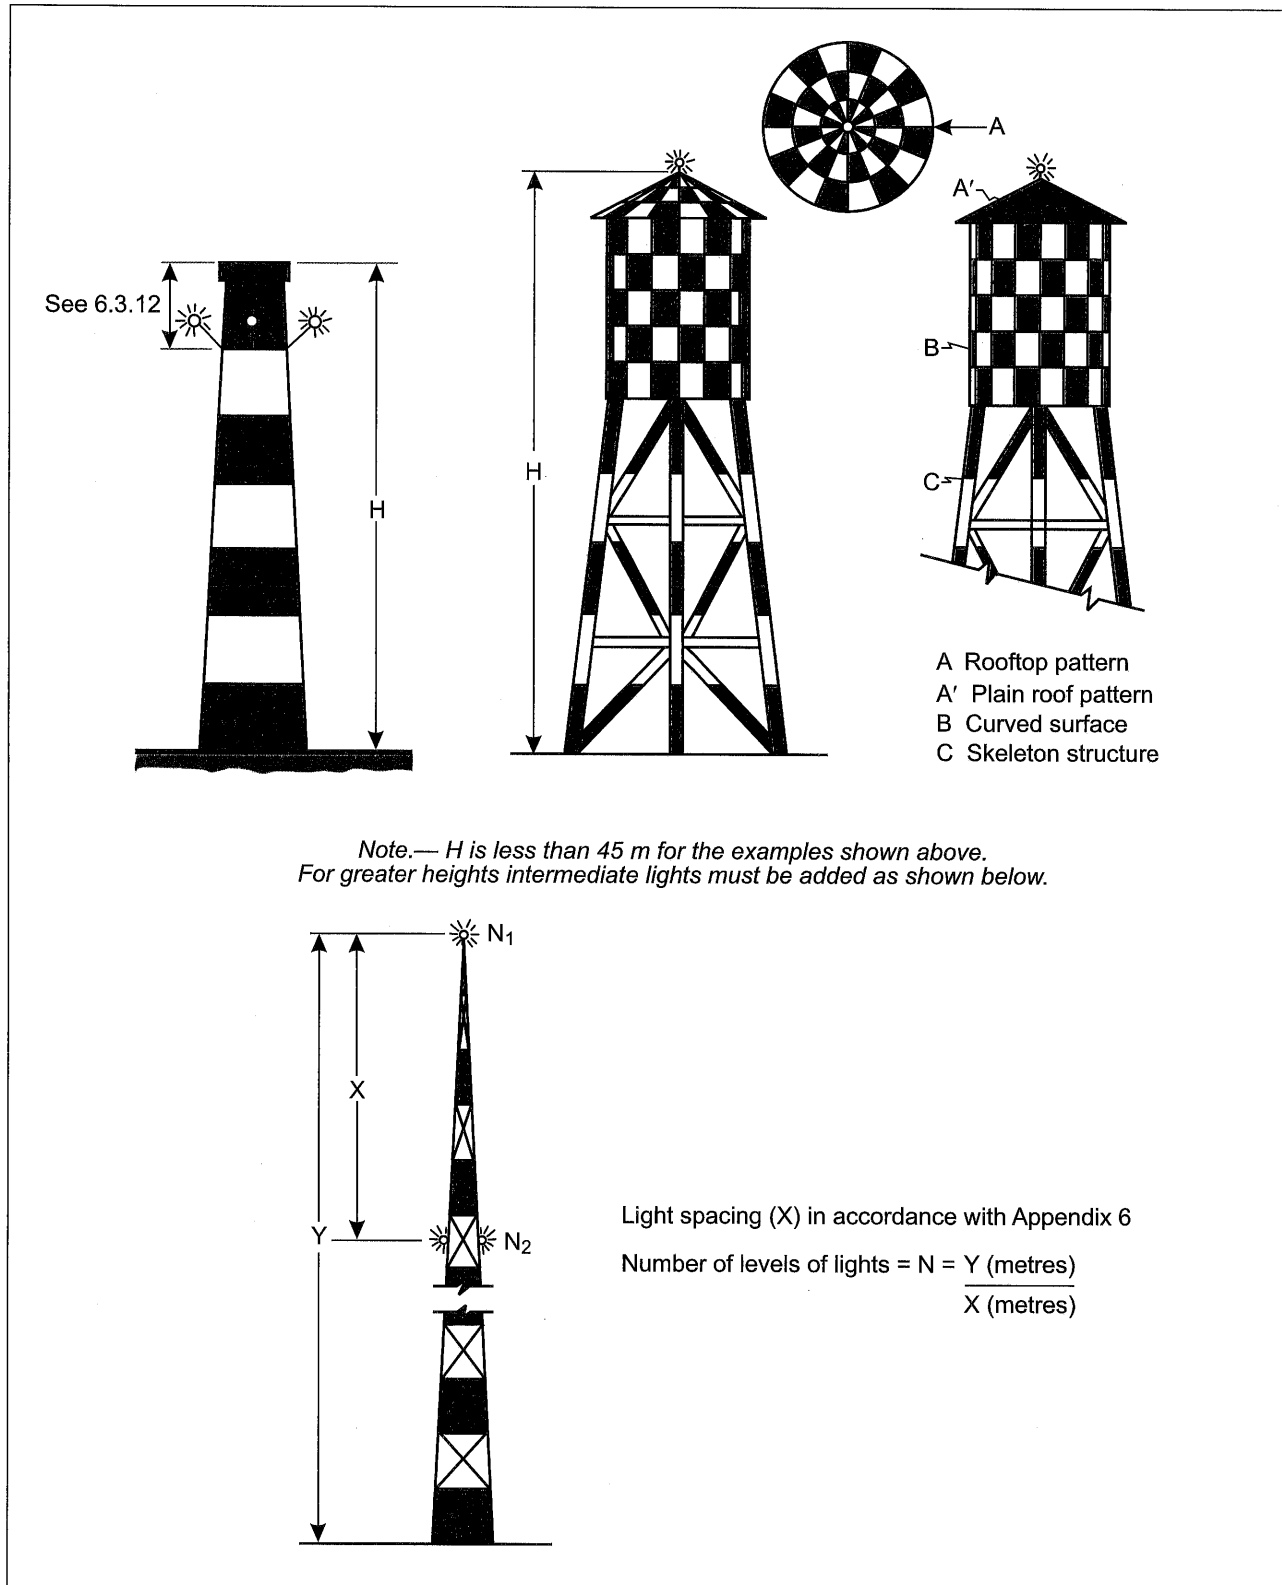 A
A′
See 6.3.12
B
H
C
H
A Rooftop pattern
A′ Plain roof pattern
B Curved surface
C Skeleton structure
Note.— H is less than 45 m for the examples shown above.
For greater heights intermediate lights must be added as shown below.
N1
X
Y
N2
Light spacing (X) in accordance with Appendix 6
Number of levels of lights = N = Y (metres)
X (metres)